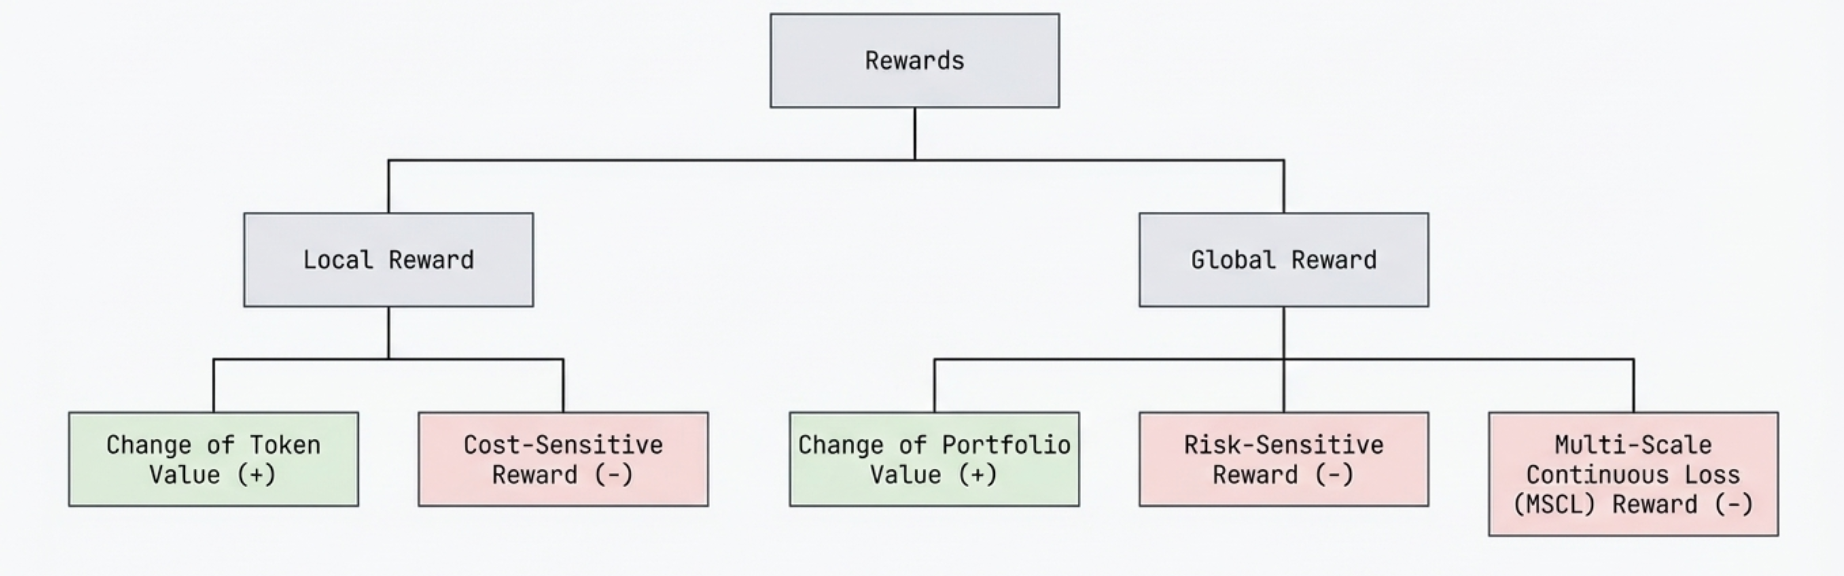 Rewards
Local Reward
Global Reward
Change of Token
Value (+)
Cost-Sensitive
Reward (-)
Change of Portfolio
Value (+)
Risk-Sensitive
Reward (-)
Multi-Scale
Continuous Loss
(MSCL) Reward (-)